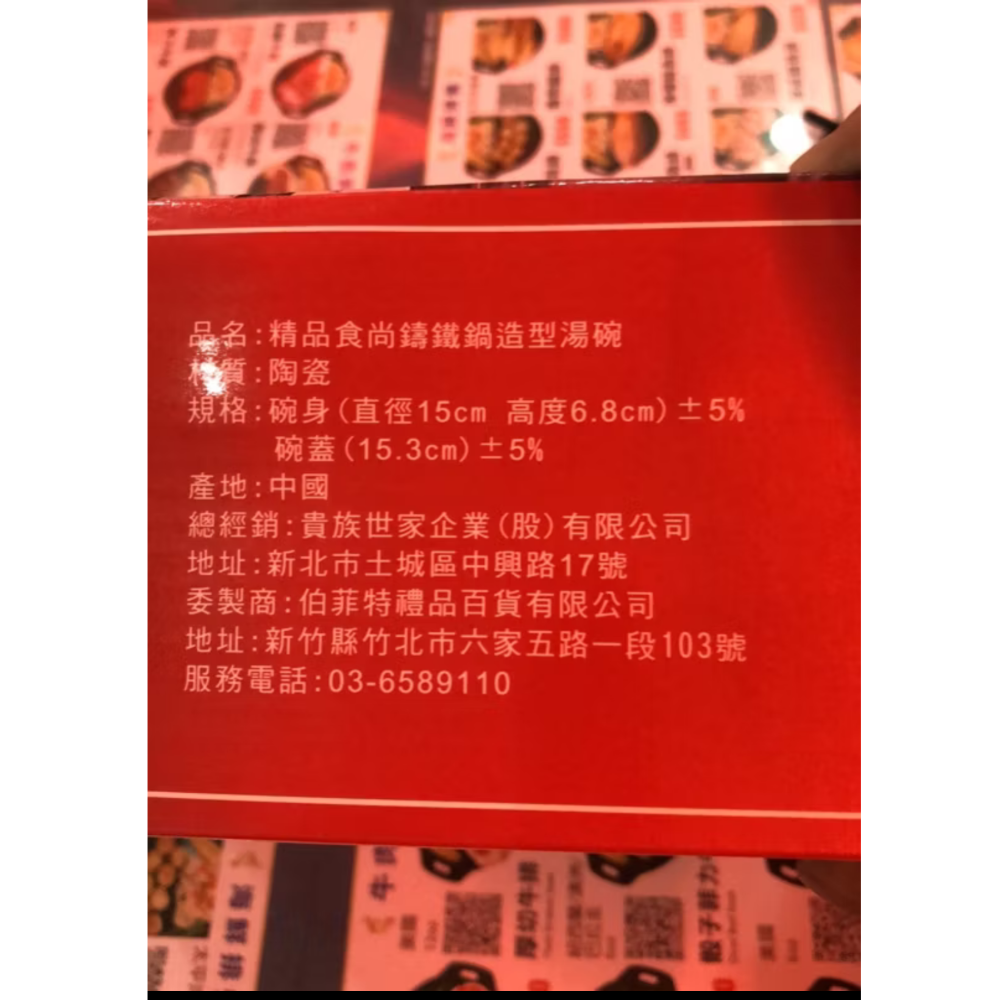 品名:精品食尚鑄鐵鍋造型湯碗
材質:陶瓷
規格:碗身(直徑15cm 高度6.8cm)±5%
碗蓋(15.3cm)±5%
產地:中國
總經銷:貴族世家企業(股)有限公司
地址:新北市土城區中興路17號
委製商:伯菲特禮品百貨有限公司
地址:新竹縣竹北市六家五路一段103號
服務電話:03-6589110
厚切牛排